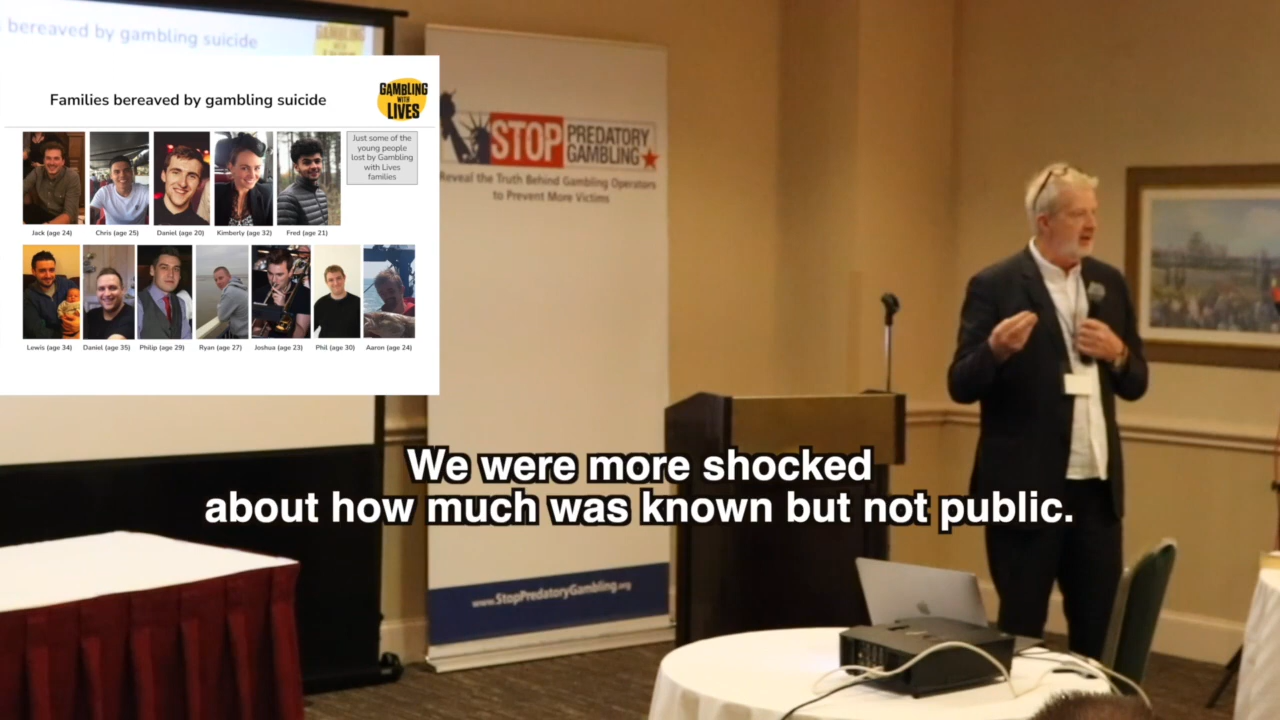 bereaved by gambling suicide
Families bereaved by gambling suicide
GAMBLING
WITH
LIVES
Just some of the
young people
lost by Gambling
with Lives
families
Jack (age 24)
Chris (age 25)
Daniel (age 20)
Kimberly (age 32)
Fred (age 21)
Lewis (age 34)
Daniel (age 35)
Philip (age 29)
Ryan (age 27)
Joshua (age 23)
Phil (age 30)
Aaron (age 24)
STOP
PREDATORY
GAMBLING
Reveal the Truth Behind Gambling Operators
to Prevent More Victims
We were more shocked
about how much was known but not public.
www.StopPredatoryGambling.org